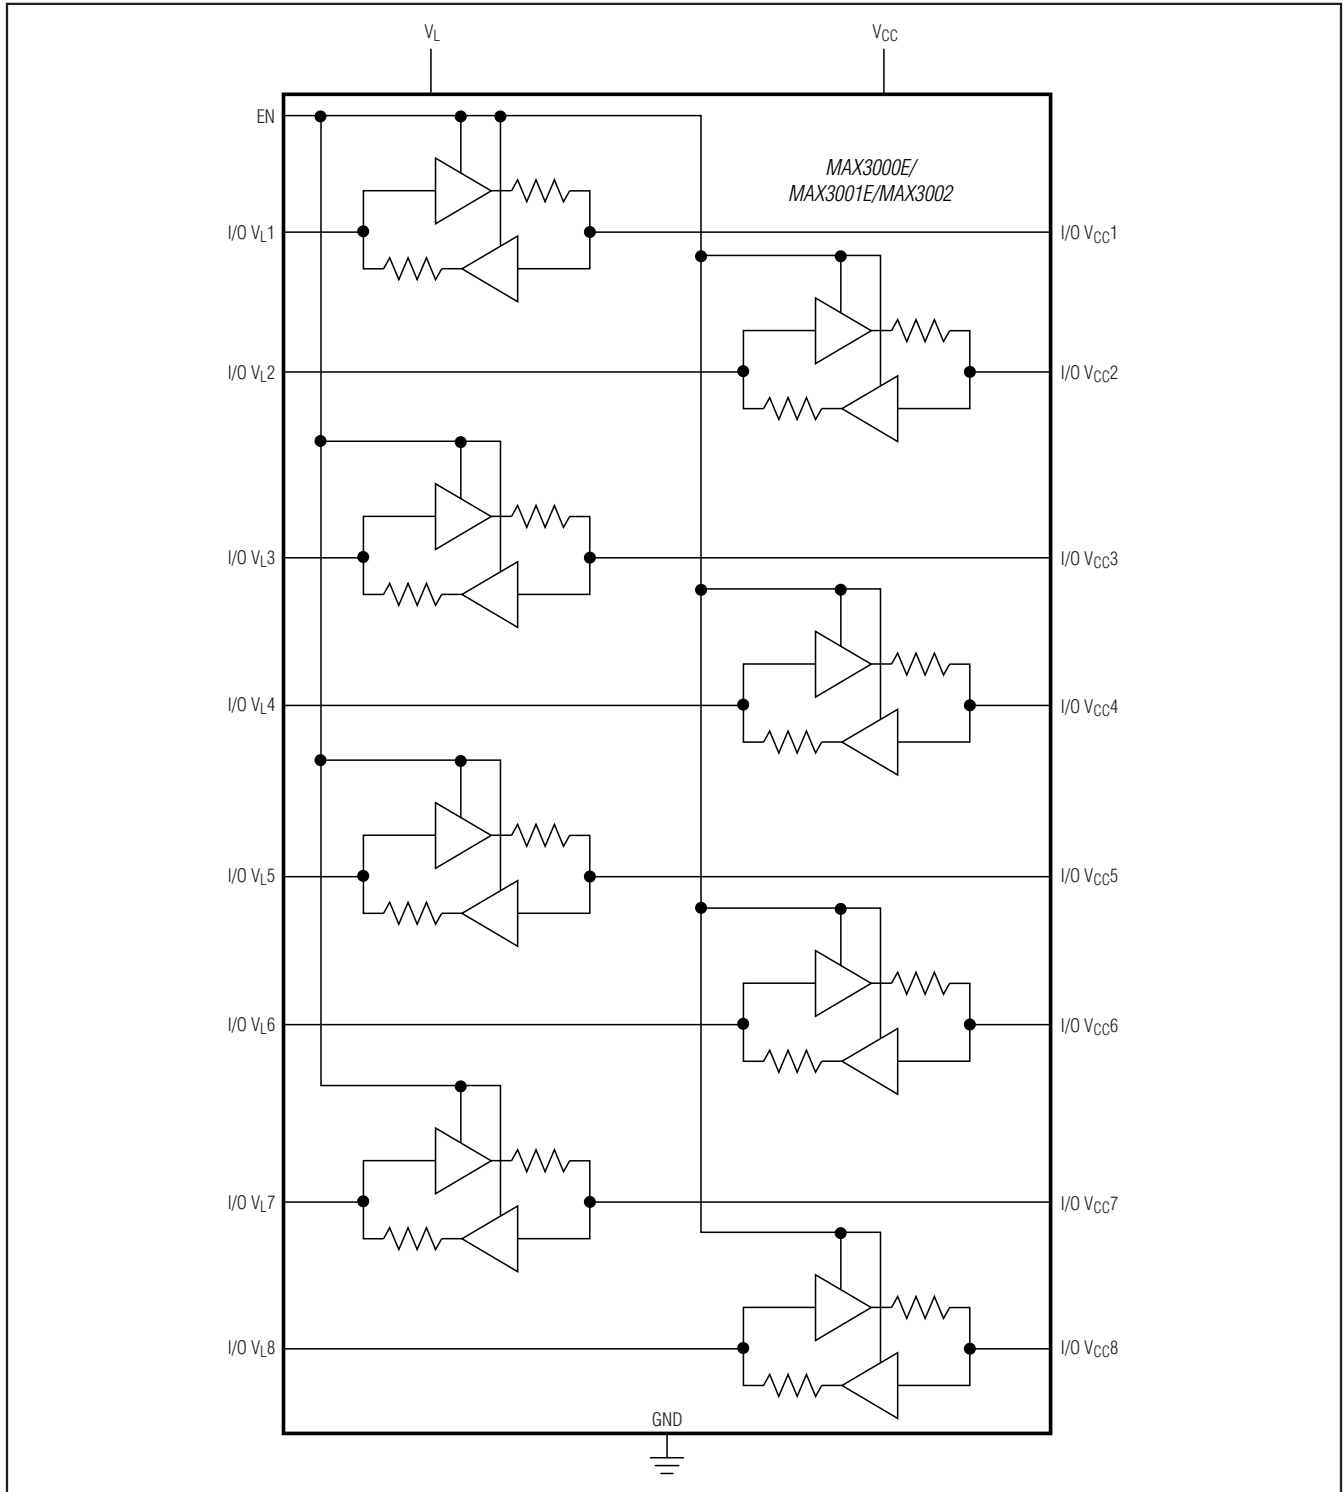 VL VCC
EN
MAX3000E/
MAX3001E/MAX3002
I/O VL1 I/O VCC1
I/O VL2 I/O VCC2
I/O VL3 I/O VCC3
I/O VL4 I/O VCC4
I/O VL5 I/O VCC5
I/O VL6 I/O VCC6
I/O VL7 I/O VCC7
I/O VL8 I/O VCC8
GND